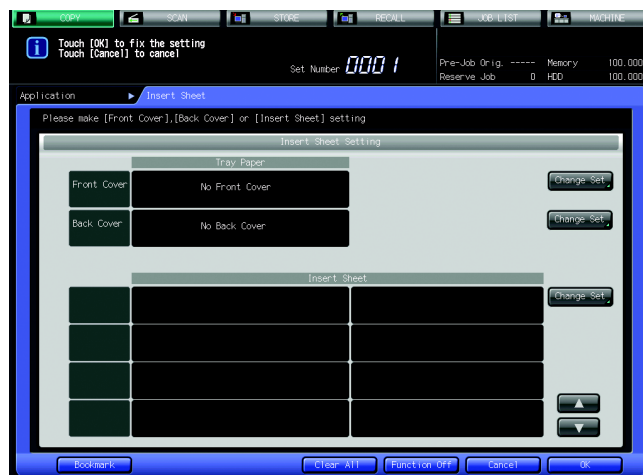 COPY SCAN STORE RECALL JOB LIST MACHINE
Touch [OK] to fix the setting
Touch [Cancel] to cancel
Set Number 0001
Pre-Job Orig. ----- Memory 100.000
Reserve Job 0 HDD 100.000
Application Insert Sheet
Please make [Front Cover],[Back Cover] or [Insert Sheet] setting
Insert Sheet Setting
Tray Paper
Front Cover No Front Cover Change Set
Back Cover No Back Cover Change Set
Insert Sheet
Change Set
Bookmark Clear All Function Off Cancel OK